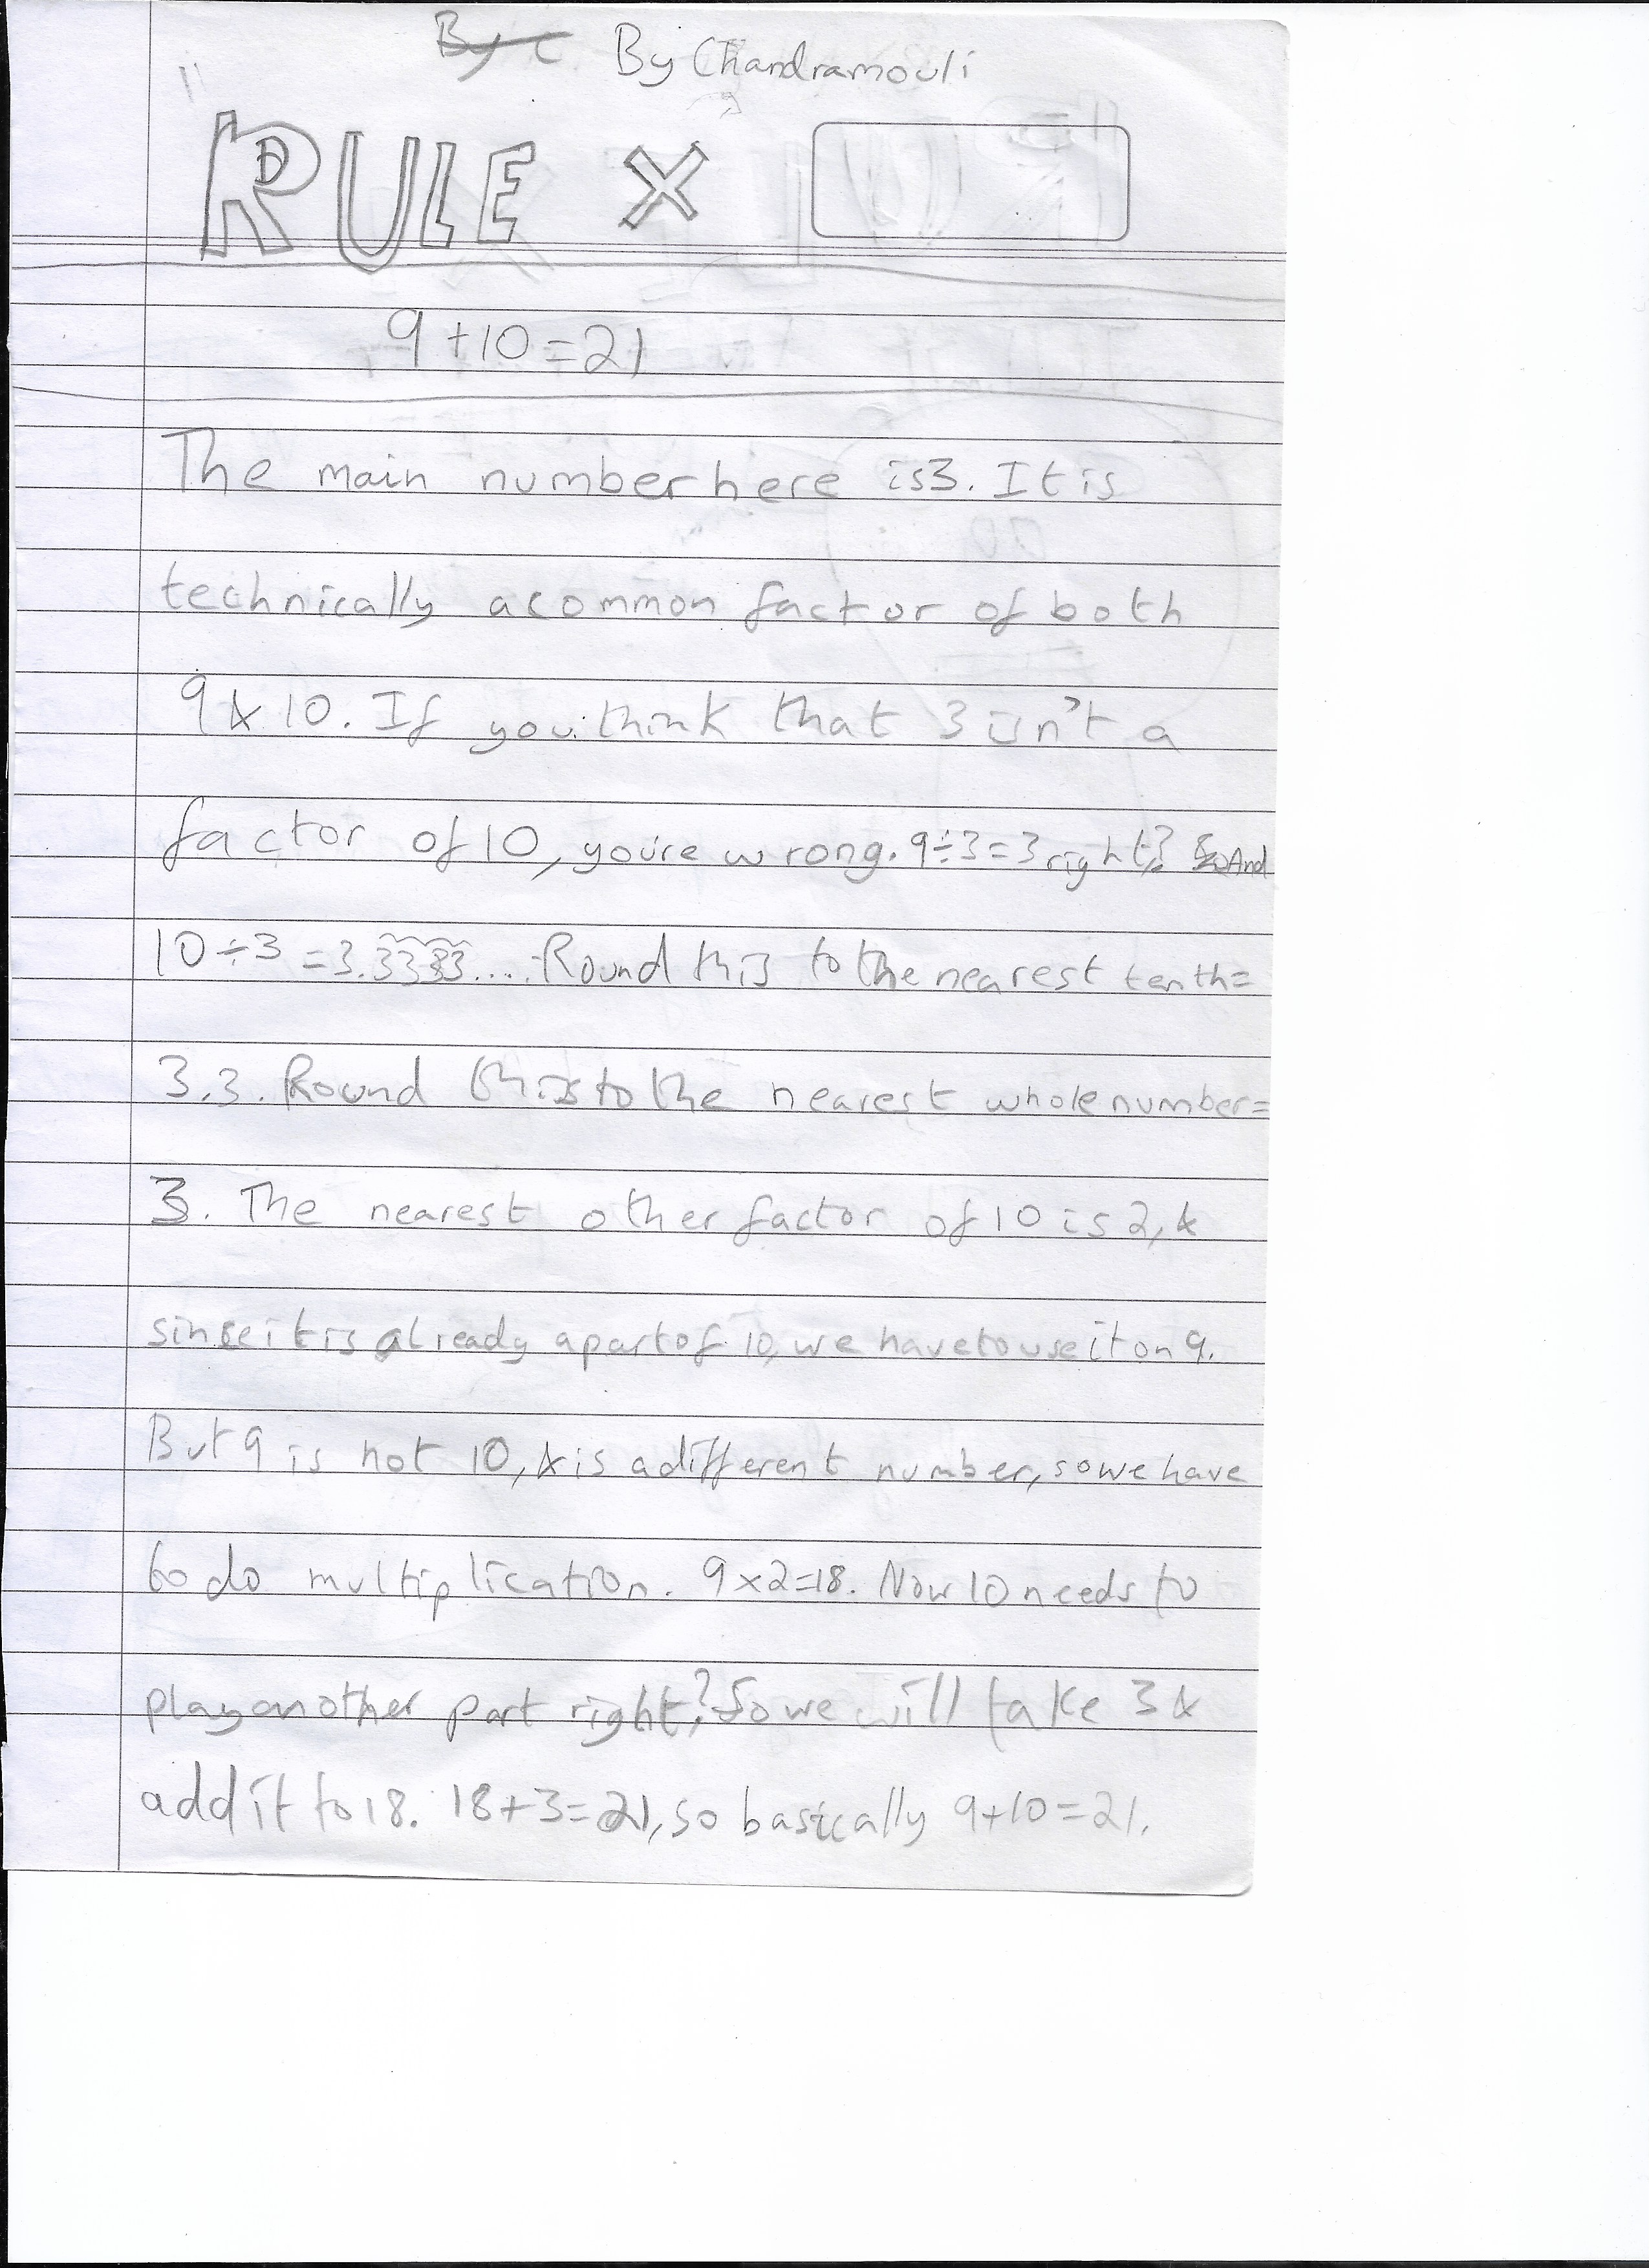 By C By Chandramouli
RULE X
9+10=21
The main number here is 3. It is
technically a common factor of both
9 & 10. If you think that 3 isn't a
factor of 10, you're wrong. 9÷3=3 right? And
10÷3=3.3333.... Round this to the nearest tenth=
3.3. Round this to the nearest whole number=
3. The nearest other factor of 10 is 2, &
since it is already a part of 10, we have to use it on 9.
But 9 is not 10, & is a different number, so we have
to do multiplication. 9x2=18. Now 10 needs to
play another part right? So we will take 3 &
add it to 18. 18+3=21, so basically 9+10=21.